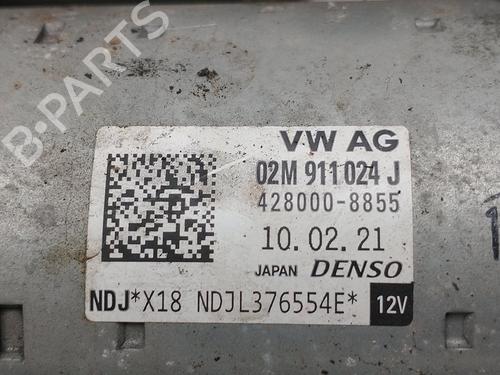 B-PARTS
VW AG
02M 911 024 J
428000-8855
10.02.21
JAPAN DENSO
NDJ*X18 NDJL376554E* 12V